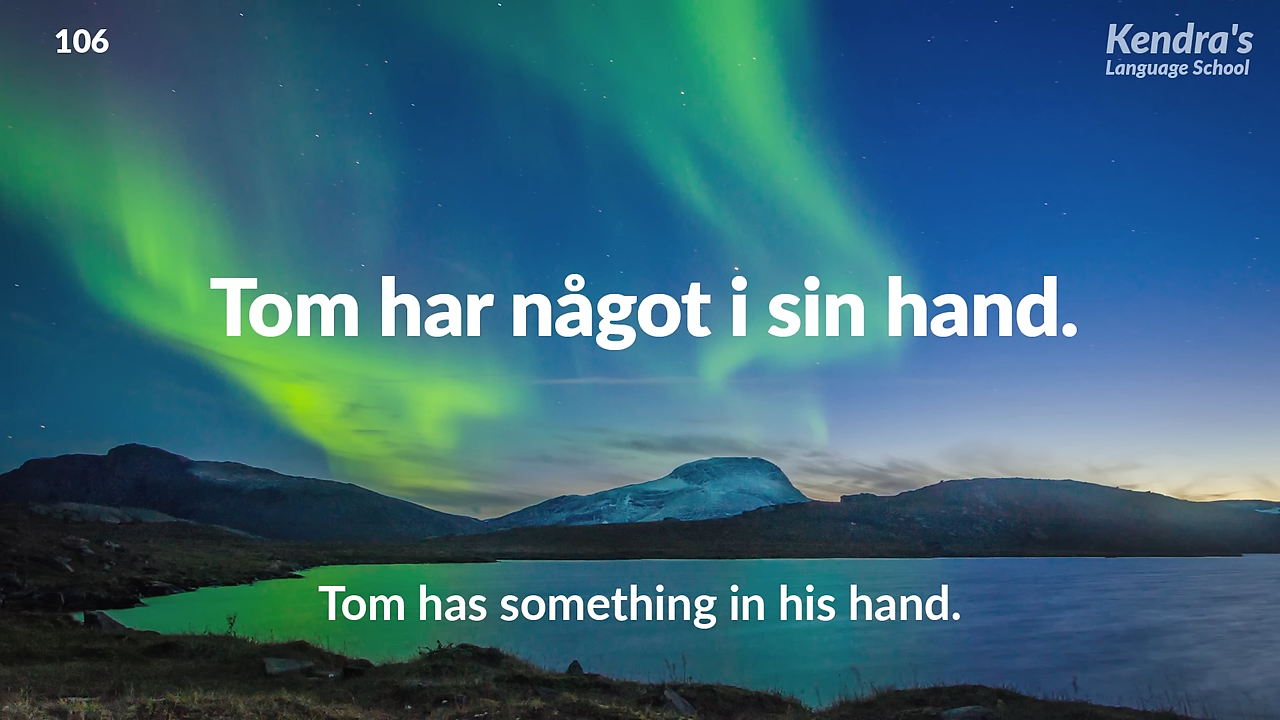 106
Kendra's
Language School
Tom har något i sin hand.
Tom has something in his hand.